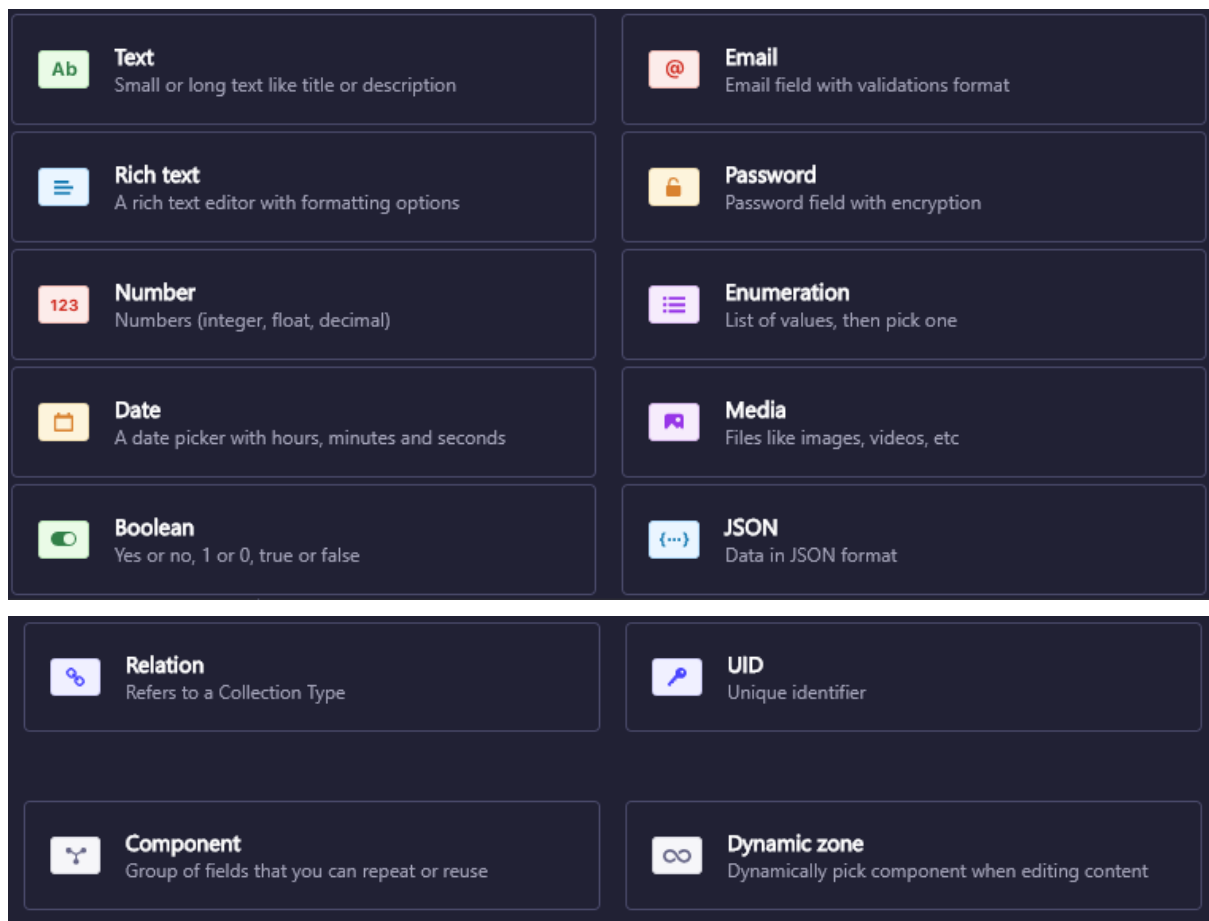 Ab
Text
Small or long text like title or description
@
Email
Email field with validations format
Rich text
A rich text editor with formatting options
Password
Password field with encryption
123
Number
Numbers (integer, float, decimal)
Enumeration
List of values, then pick one
Date
A date picker with hours, minutes and seconds
Media
Files like images, videos, etc
Boolean
Yes or no, 1 or 0, true or false
{···}
JSON
Data in JSON format
Relation
Refers to a Collection Type
UID
Unique identifier
Component
Group of fields that you can repeat or reuse
Dynamic zone
Dynamically pick component when editing content